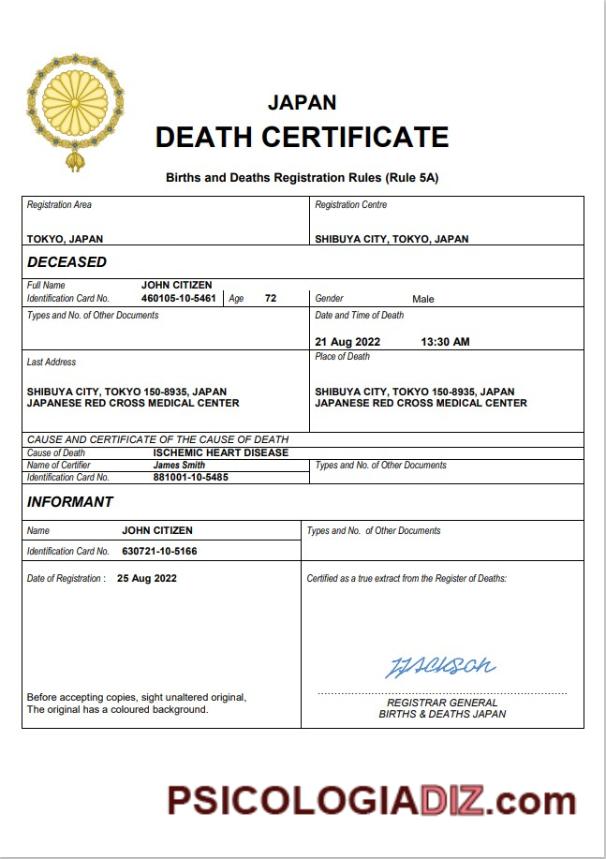 JAPAN
DEATH CERTIFICATE
Births and Deaths Registration Rules (Rule 5A)
Registration Area
Registration Centre
TOKYO, JAPAN
SHIBUYA CITY, TOKYO, JAPAN
DECEASED
Full Name JOHN CITIZEN
Identification Card No. 460105-10-5461 Age 72 Gender Male
Types and No. of Other Documents
Date and Time of Death
21 Aug 2022 13:30 AM
Last Address
Place of Death
SHIBUYA CITY, TOKYO 150-8935, JAPAN
JAPANESE RED CROSS MEDICAL CENTER
SHIBUYA CITY, TOKYO 150-8935, JAPAN
JAPANESE RED CROSS MEDICAL CENTER
CAUSE AND CERTIFICATE OF THE CAUSE OF DEATH
Cause of Death ISCHEMIC HEART DISEASE
Name of Certifier James Smith
Types and No. of Other Documents
Identification Card No. 881001-10-5485
INFORMANT
Name JOHN CITIZEN
Types and No. of Other Documents
Identification Card No. 630721-10-5166
Date of Registration : 25 Aug 2022
Certified as a true extract from the Register of Deaths:
Before accepting copies, sight unaltered original,
The original has a coloured background.
REGISTRAR GENERAL
BIRTHS & DEATHS JAPAN
PSICOLOGIADIZ.com